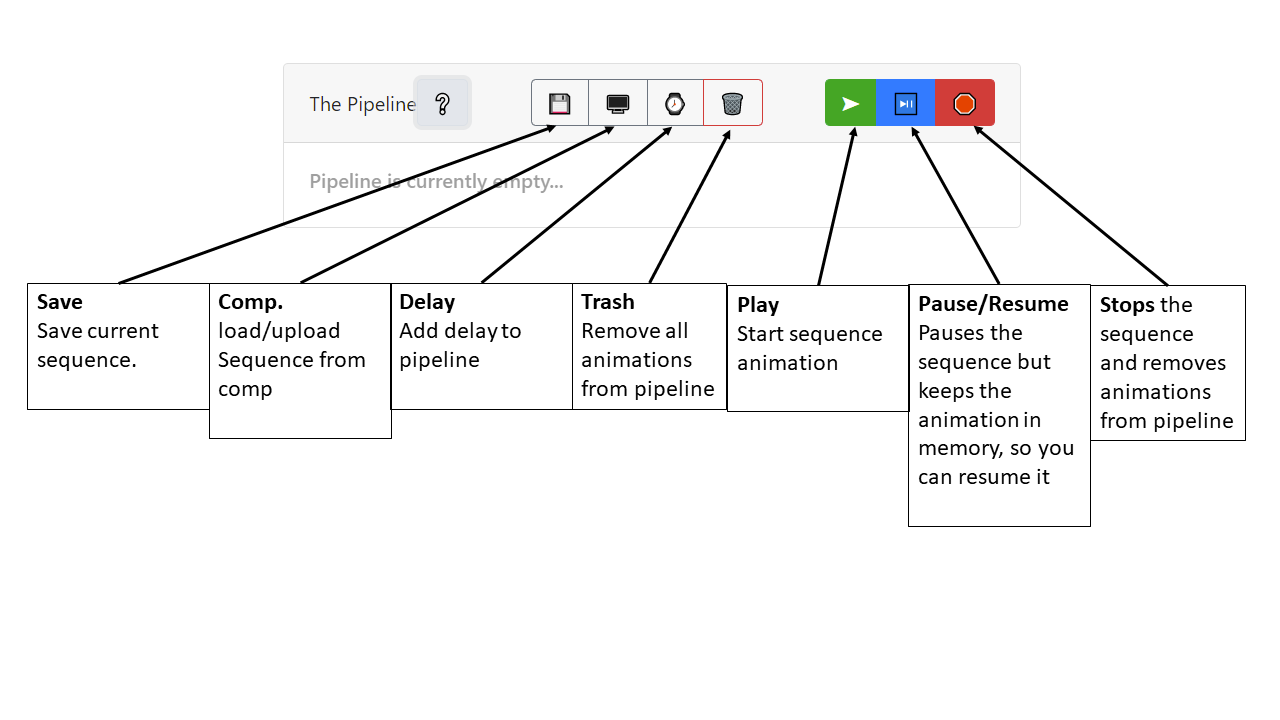 The Pipeline ?
Pipeline is currently empty...
Save
Save current
sequence.
Comp.
load/upload
Sequence from
comp
Delay
Add delay to
pipeline
Trash
Remove all
animations
from pipeline
Play
Start sequence
animation
Pause/Resume
Pauses the
sequence but
keeps the
animation in
memory, so you
can resume it
Stops the
sequence
and removes
animations
from pipeline